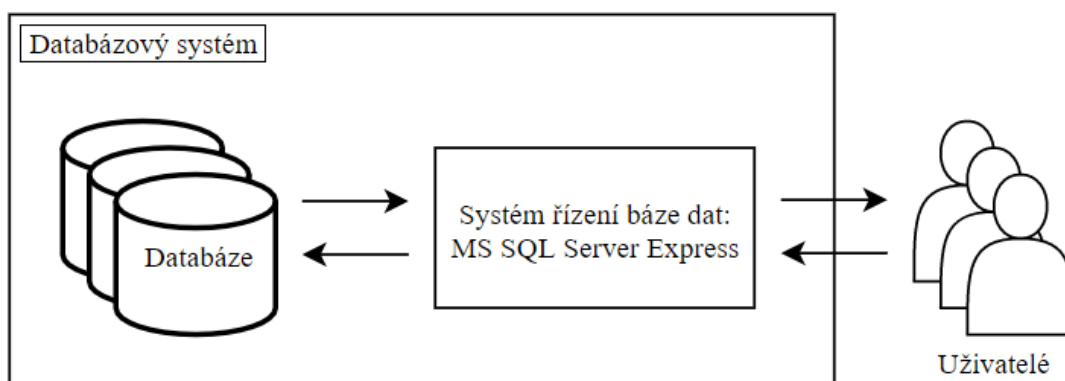 Databázový systém
Databáze
Systém řízení báze dat:
MS SQL Server Express
Uživatelé